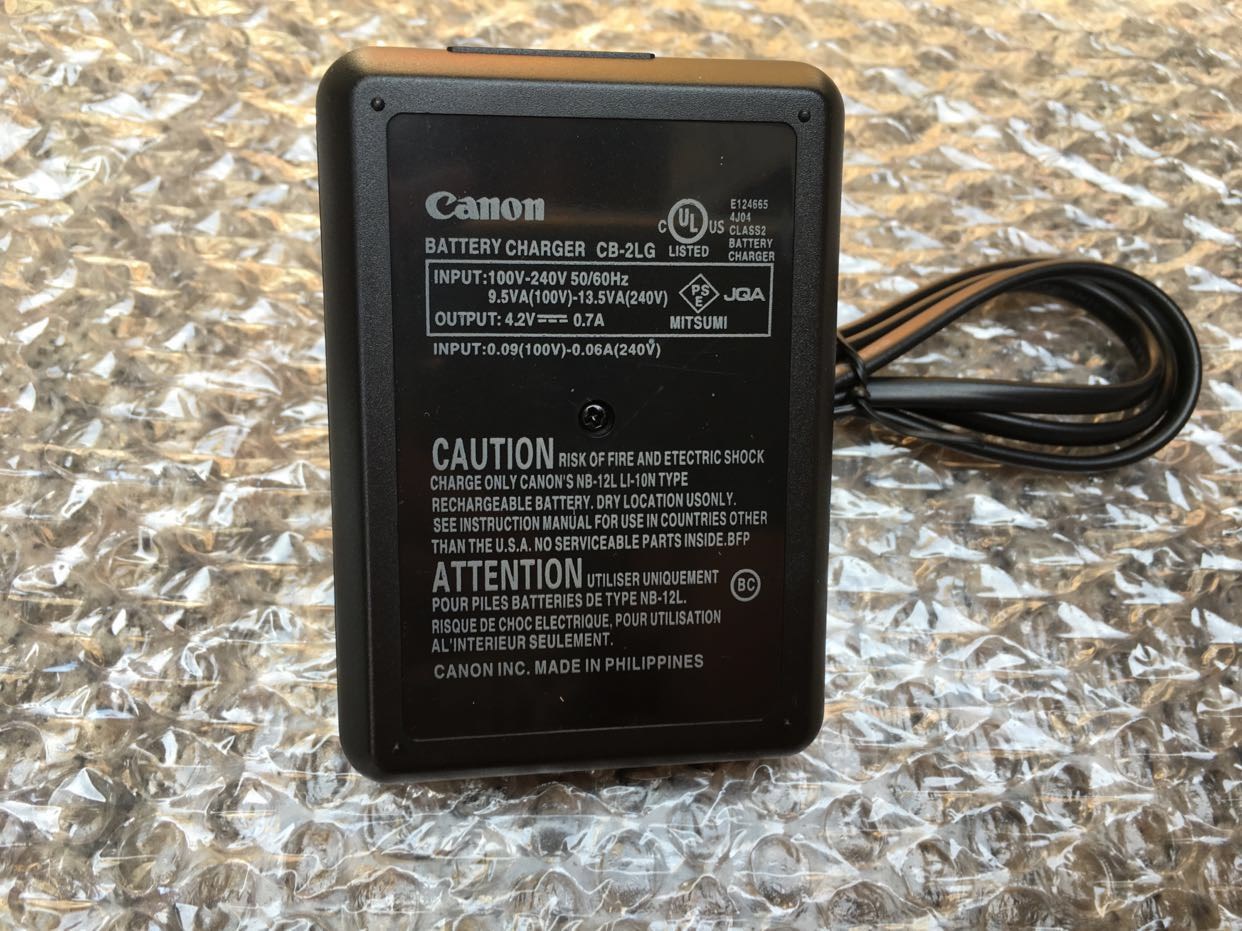 Canon
C UL US
LISTED
E124665
4J04
CLASS2
BATTERY
CHARGER
BATTERY CHARGER CB-2LG
INPUT:100V-240V 50/60Hz
9.5VA(100V)-13.5VA(240V)
OUTPUT: 4.2V 0.7A
PS
E
JQA
MITSUMI
INPUT:0.09(100V)-0.06A(240V)
CAUTION RISK OF FIRE AND ETECTRIC SHOCK
CHARGE ONLY CANON'S NB-12L LI-10N TYPE
RECHARGEABLE BATTERY. DRY LOCATION USONLY.
SEE INSTRUCTION MANUAL FOR USE IN COUNTRIES OTHER
THAN THE U.S.A. NO SERVICEABLE PARTS INSIDE.BFP
ATTENTION UTILISER UNIQUEMENT
BC
POUR PILES BATTERIES DE TYPE NB-12L.
RISQUE DE CHOC ELECTRIQUE, POUR UTILISATION
AL'INTERIEUR SEULEMENT.
CANON INC. MADE IN PHILIPPINES